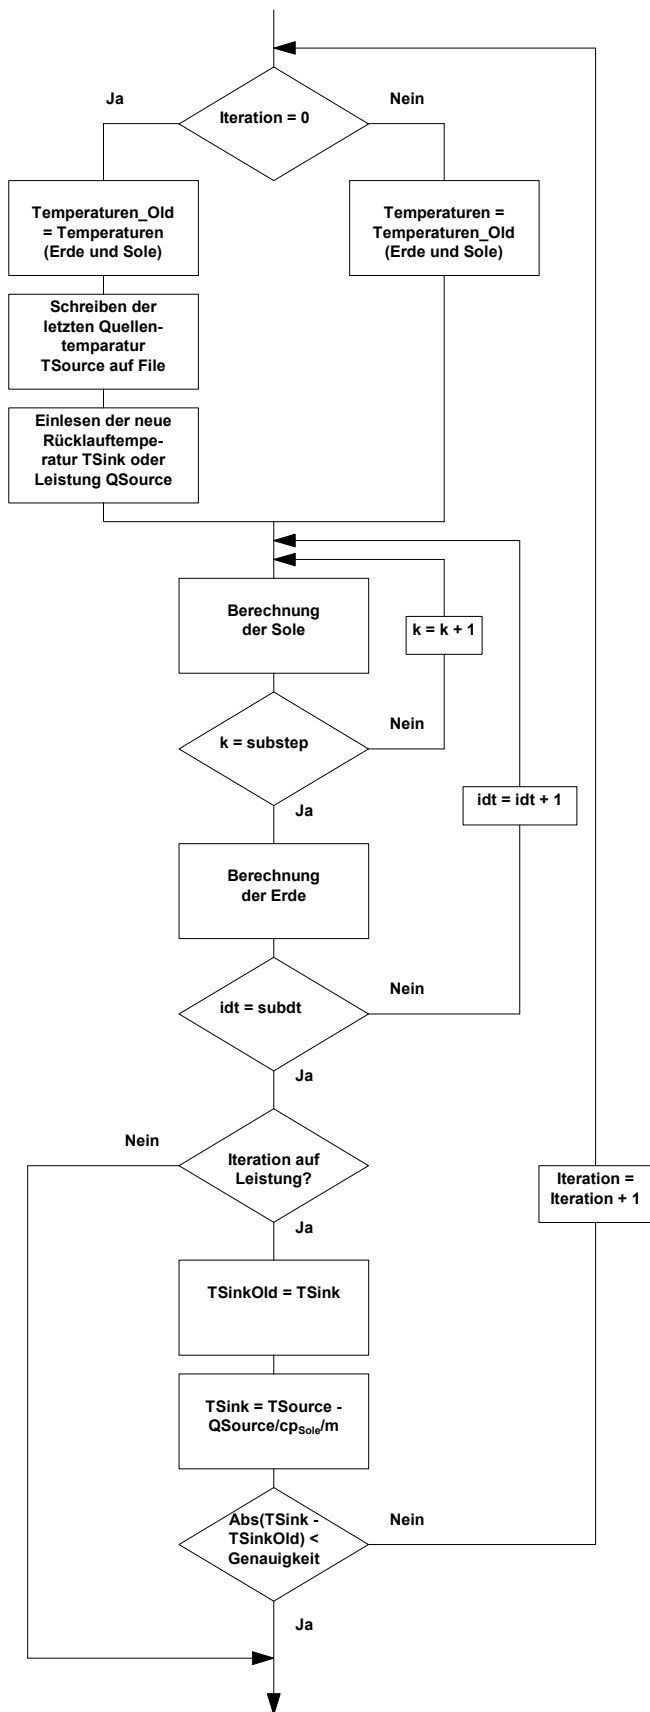 Ja
Nein
Iteration = 0
Temperaturen_Old
= Temperaturen
(Erde und Sole)
Temperaturen =
Temperaturen_Old
(Erde und Sole)
Schreiben der
letzten Quellen-
temparatur
TSource auf File
Einlesen der neue
Rücklauftempe-
ratur TSink oder
Leistung QSource
Berechnung
der Sole
k = k + 1
Nein
k = substep
Ja
idt = idt + 1
Berechnung
der Erde
Nein
idt = subdt
Ja
Nein
Iteration auf
Leistung?
Iteration =
Iteration + 1
Ja
TSinkOld = TSink
TSink = TSource -
QSource/cpSole/m
Abs(TSink -
TSinkOld) <
Genauigkeit
Nein
Ja